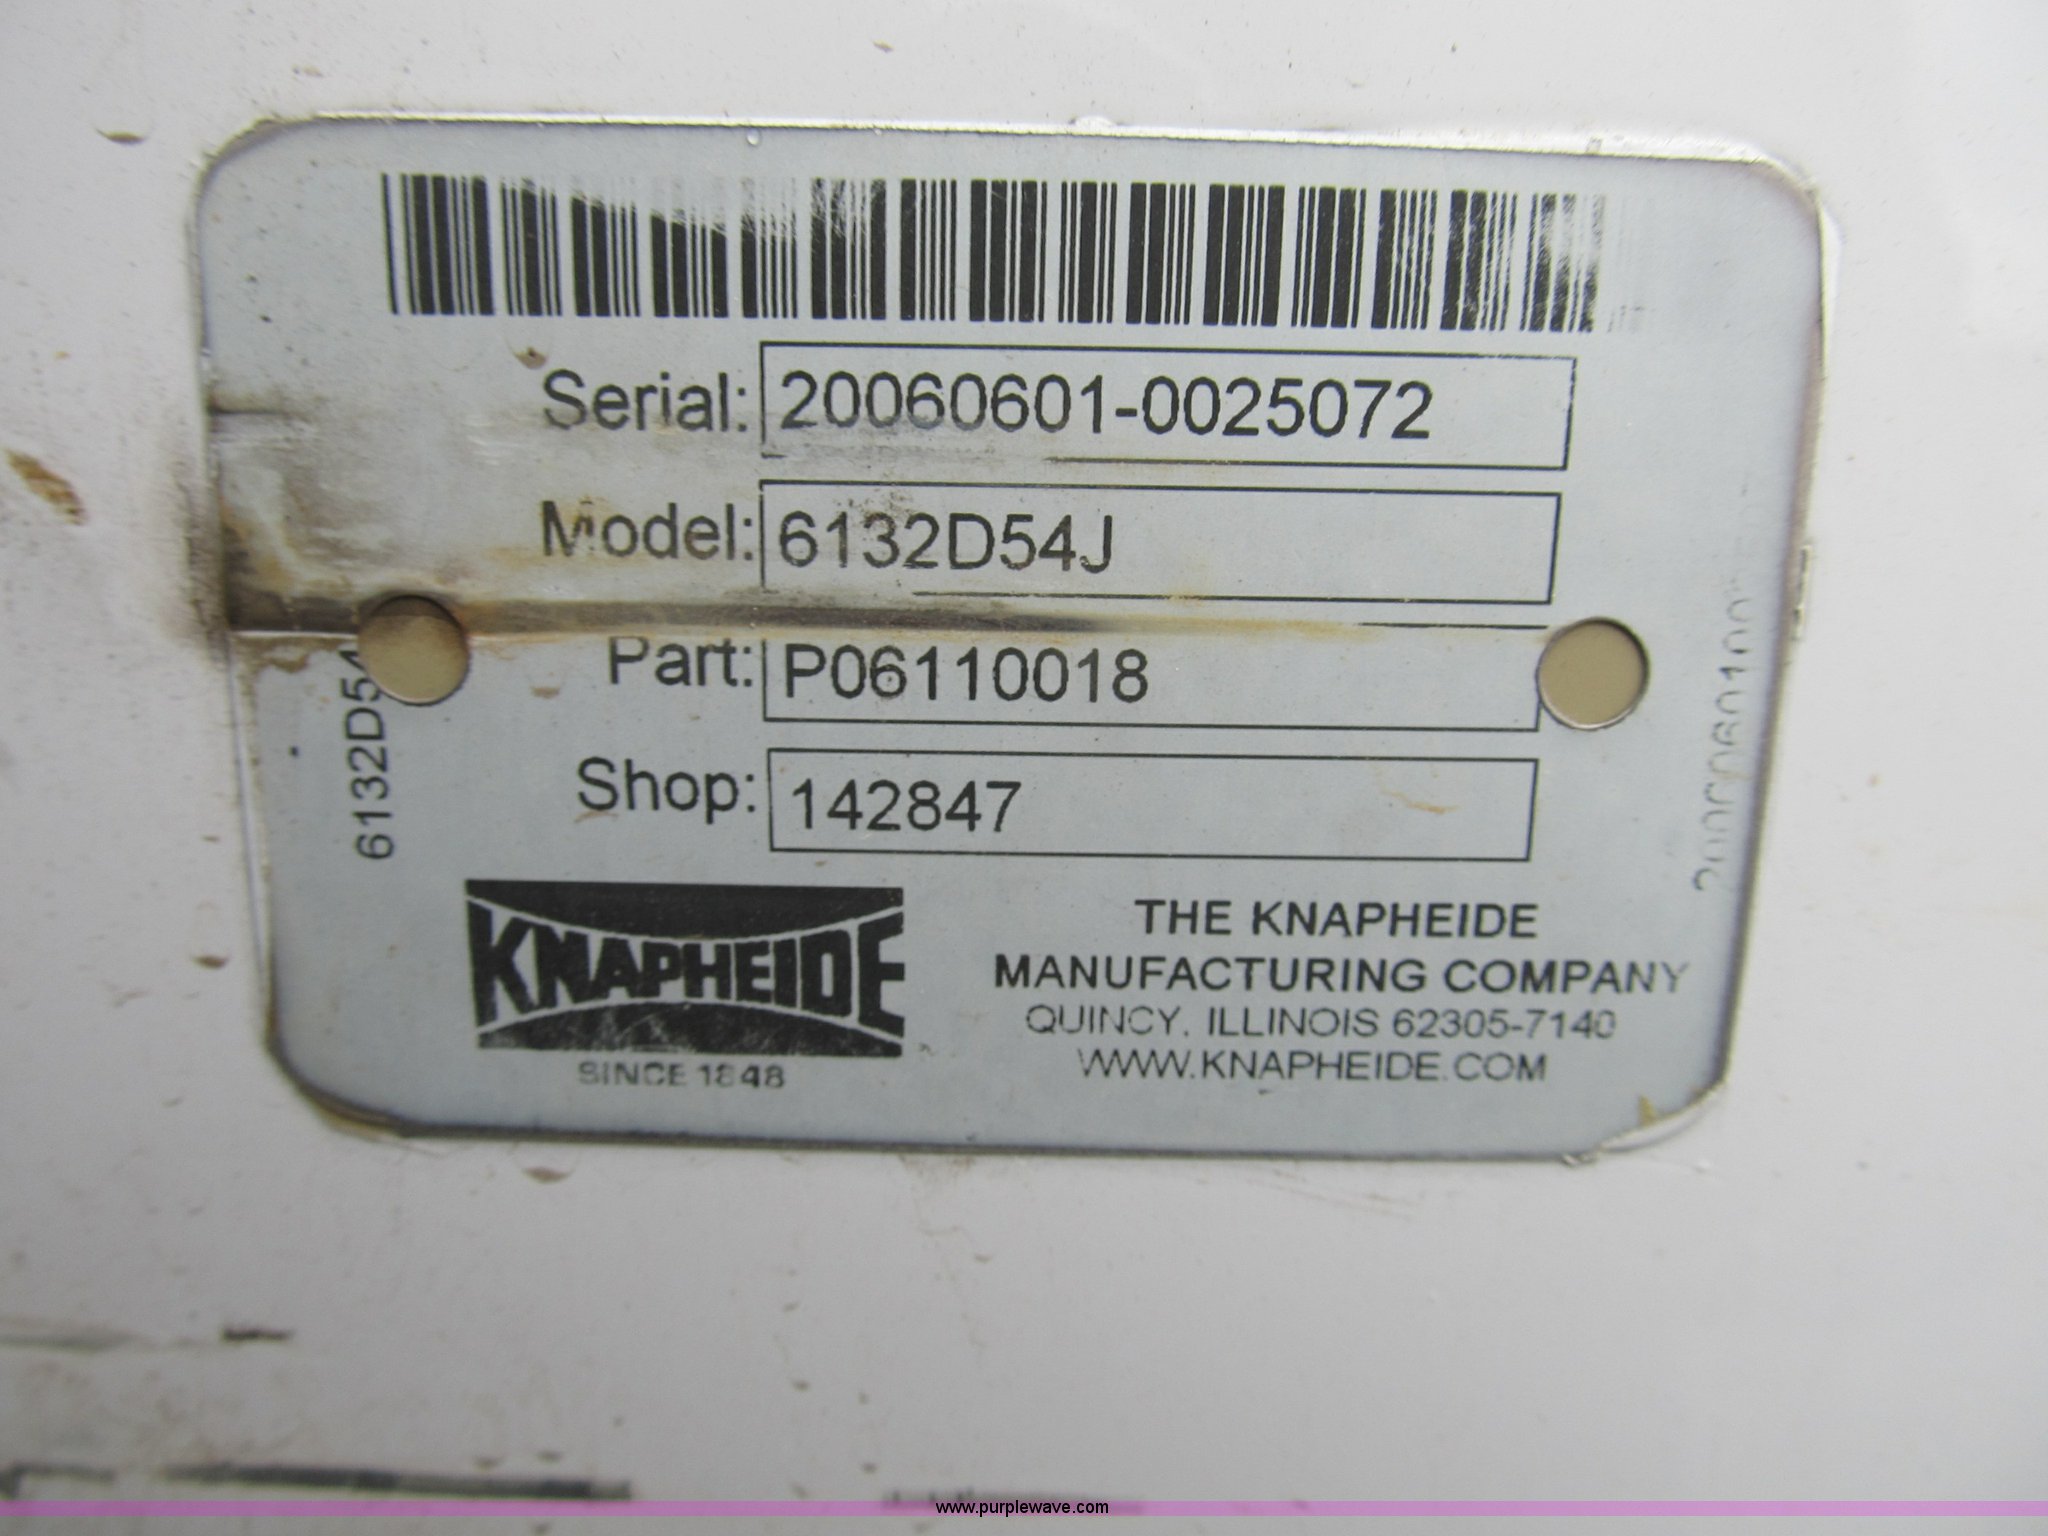 Serial: 20060601-0025072
Model: 6132D54J
Part: P06110018
Shop: 142847
6132D54
KNAPHEIDE
SINCE 1848
THE KNAPHEIDE
MANUFACTURING COMPANY
QUINCY, ILLINOIS 62305-7140
WWW.KNAPHEIDE.COM
www.purplewave.com